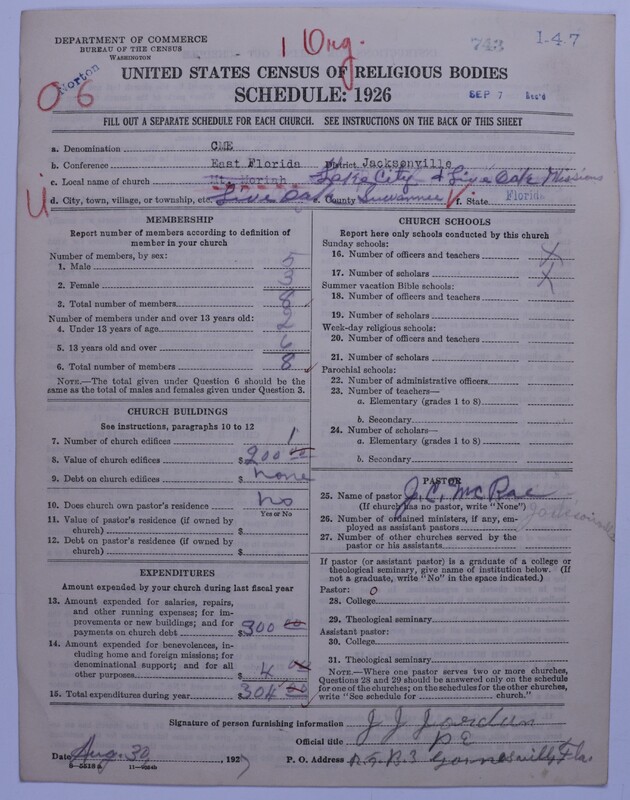 DEPARTMENT OF COMMERCE
BUREAU OF THE CENSUS
WASHINGTON
1 Org.
743
1-47
Norton
O 6
UNITED STATES CENSUS OF RELIGIOUS BODIES
SCHEDULE: 1926
SEP 7 Rec'd
FILL OUT A SEPARATE SCHEDULE FOR EACH CHURCH. SEE INSTRUCTIONS ON THE BACK OF THIS SHEET
a. Denomination CME
b. Conference East Florida District Jacksonville
c. Local name of church Mt. Moriah Lake City & Live Oak Missions
U
d. City, town, village, or township, etc. Live Oak County Suwannee f. State Florida
MEMBERSHIP
Report number of members according to definition of member in your church
Number of members, by sex:
1. Male 5
2. Female 3
3. Total number of members 8
Number of members under and over 13 years old:
4. Under 13 years of age 2
5. 13 years old and over 6
6. Total number of members 8
NOTE.—The total given under Question 6 should be the same as the total of males and females given under Question 3.
CHURCH BUILDINGS
See instructions, paragraphs 10 to 12
7. Number of church edifices 1
8. Value of church edifices $200 00
9. Debt on church edifices $ none
10. Does church own pastor's residence no
Yes or No
11. Value of pastor's residence (if owned by church) $
12. Debt on pastor's residence (if owned by church) $
EXPENDITURES
Amount expended by your church during last fiscal year
13. Amount expended for salaries, repairs, and other running expenses; for improvements or new buildings; and for payments on church debt $300 00
14. Amount expended for benevolences, including home and foreign missions; for denominational support; and for all other purposes $ 4 00
15. Total expenditures during year $304 00
CHURCH SCHOOLS
Report here only schools conducted by this church
Sunday schools:
16. Number of officers and teachers X
17. Number of scholars X
Summer vacation Bible schools:
18. Number of officers and teachers
19. Number of scholars
Week-day religious schools:
20. Number of officers and teachers
21. Number of scholars
Parochial schools:
22. Number of administrative officers
23. Number of teachers—
a. Elementary (grades 1 to 8)
b. Secondary
24. Number of scholars—
a. Elementary (grades 1 to 8)
b. Secondary
PASTOR
25. Name of pastor J. C. McRae
(If church has no pastor, write "None")
Jacksonville
26. Number of ordained ministers, if any, employed as assistant pastors
27. Number of other churches served by the pastor or his assistants
If pastor (or assistant pastor) is a graduate of a college or theological seminary, give name of institution below. (If not a graduate, write "No" in the space indicated.)
Pastor: O
28. College
29. Theological seminary
Assistant pastor:
30. College
31. Theological seminary
NOTE.—Where one pastor serves two or more churches, Questions 28 and 29 should be answered only on the schedule for one of the churches; on the schedules for the other churches, write "See schedule for ______ church."
Signature of person furnishing information J J Jordan
Official title P E
Date Aug. 30, 1927 P. O. Address R.F.B.3 Gainesville, Fla